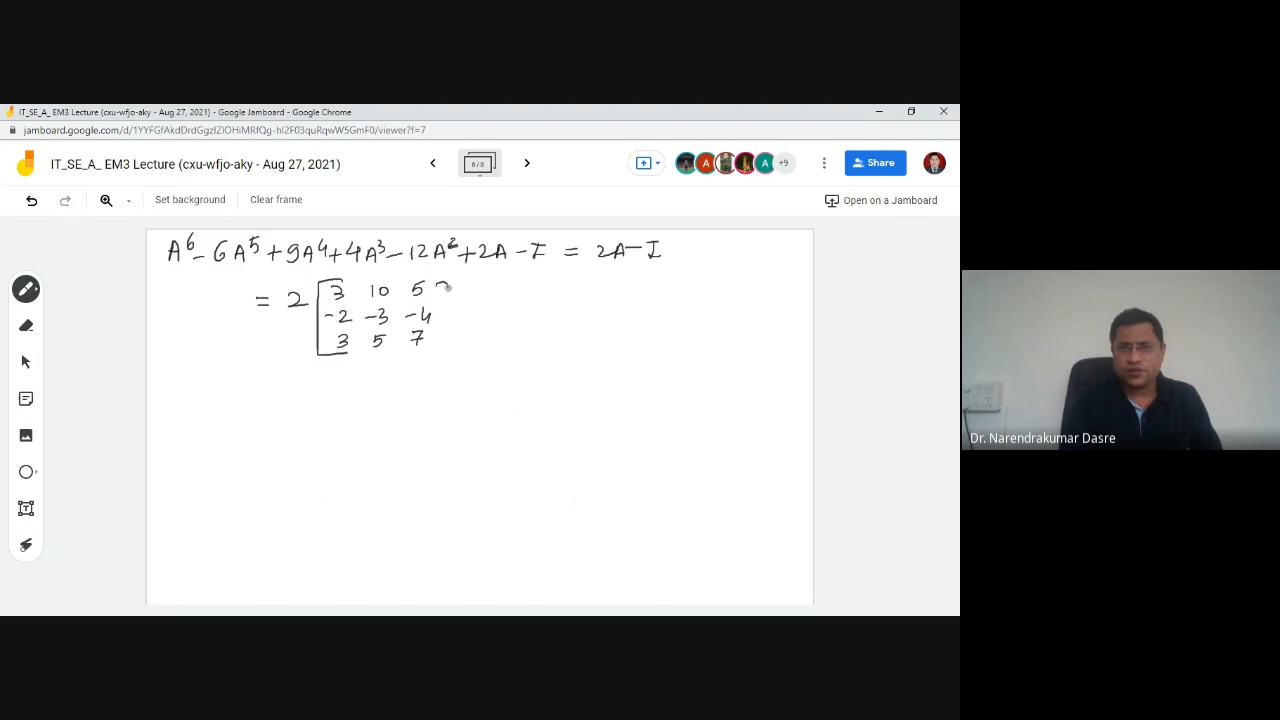 IT_SE_A_ EM3 Lecture (cxu-wfjo-aky - Aug 27, 2021) - Google Jamboard - Google Chrome
jamboard.google.com/d/1YYFGfAkdDrdGgzIZIOHiMRfQg-hI2F03quRqwW5GmF0/viewer?f=7
IT_SE_A_ EM3 Lecture (cxu-wfjo-aky - Aug 27, 2021)
8/8
A
A
+9
Share
Set background
Clear frame
Open on a Jamboard
A⁶ - 6A⁵ + 9A⁴ + 4A³ - 12A² + 2A - I = 2A - I
= 2 [ 3 10 5
-2 -3 -4
3 5 7
Dr. Narendrakumar Dasre